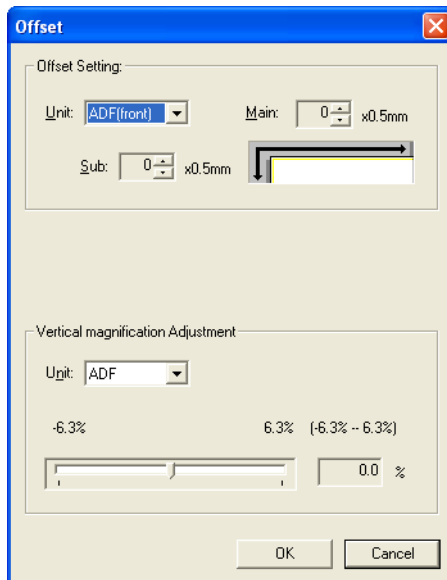 Offset
Offset Setting:
Unit: ADF(front) Main: 0 x0.5mm
Sub: 0 x0.5mm
Vertical magnification Adjustment
Unit: ADF
-6.3% 6.3% (-6.3% -- 6.3%)
0.0 %
OK Cancel